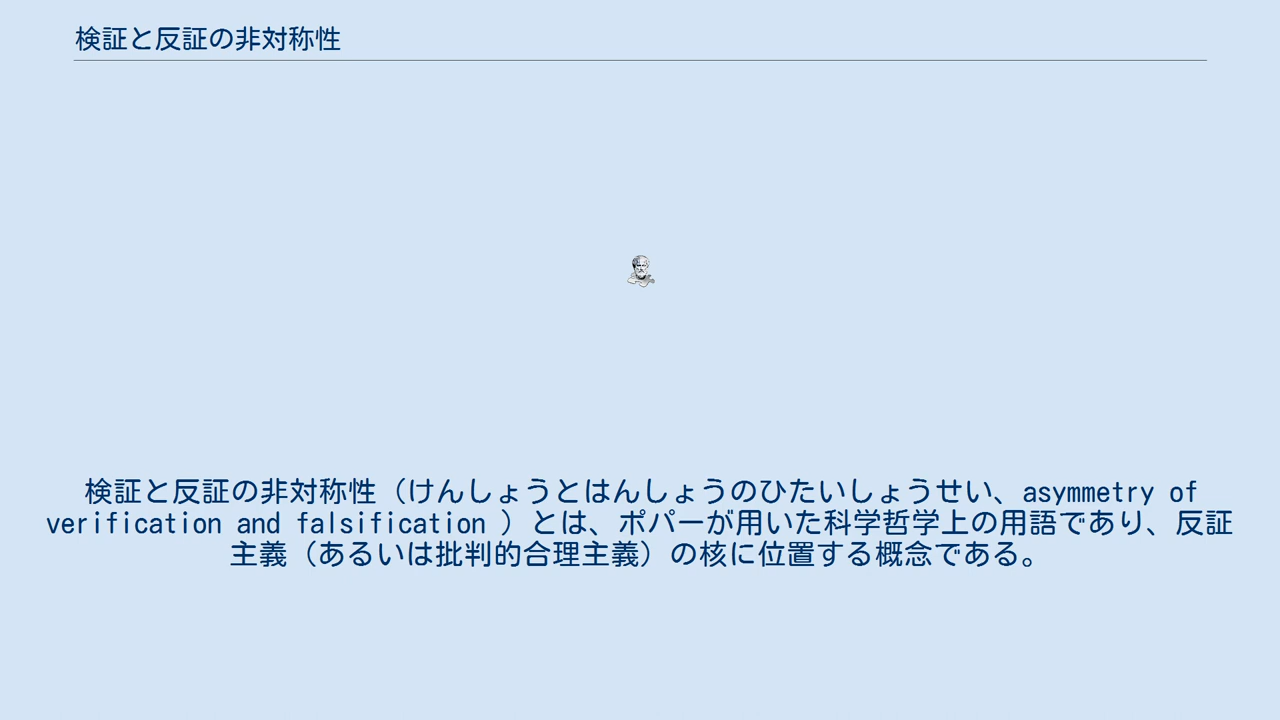 検証と反証の非対称性
検証と反証の非対称性（けんしょうとはんしょうのひたいしょうせい、asymmetry of
verification and falsification ）とは、ポパーが用いた科学哲学上の用語であり、反証
主義（あるいは批判的合理主義）の核に位置する概念である。